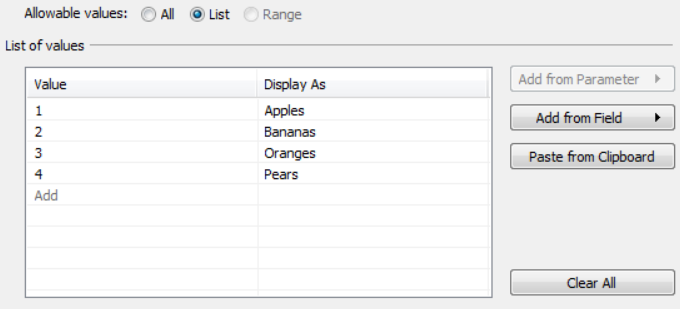 Allowable values: All List Range
List of values
Value Display As Add from Parameter
1 Apples
2 Bananas Add from Field
3 Oranges Paste from Clipboard
4 Pears
Add
Clear All